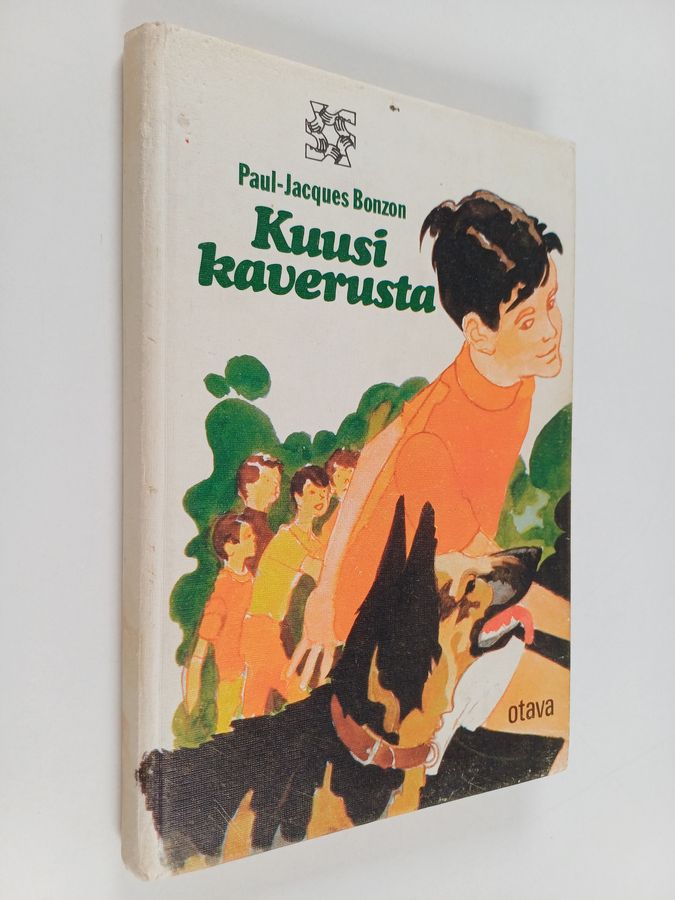 Paul-Jacques Bonzon
Kuusi
kaverusta
otava